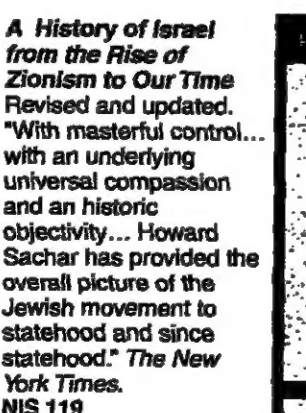 A History of Israel
from the Rise of
Zionism to Our Time
Revised and updated.
"With masterful control...
with an underlying
universal compassion
and an historic
objectivity... Howard
Sachar has provided the
overall picture of the
Jewish movement to
statehood and since
statehood." The New
York Times.
NIS 119